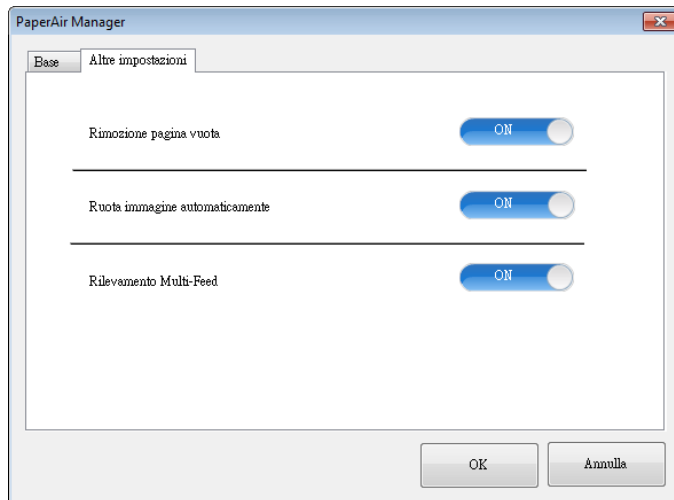 PaperAir Manager
Base
Altre impostazioni
Rimozione pagina vuota
ON
Ruota immagine automaticamente
ON
Rilevamento Multi-Feed
ON
OK
Annulla